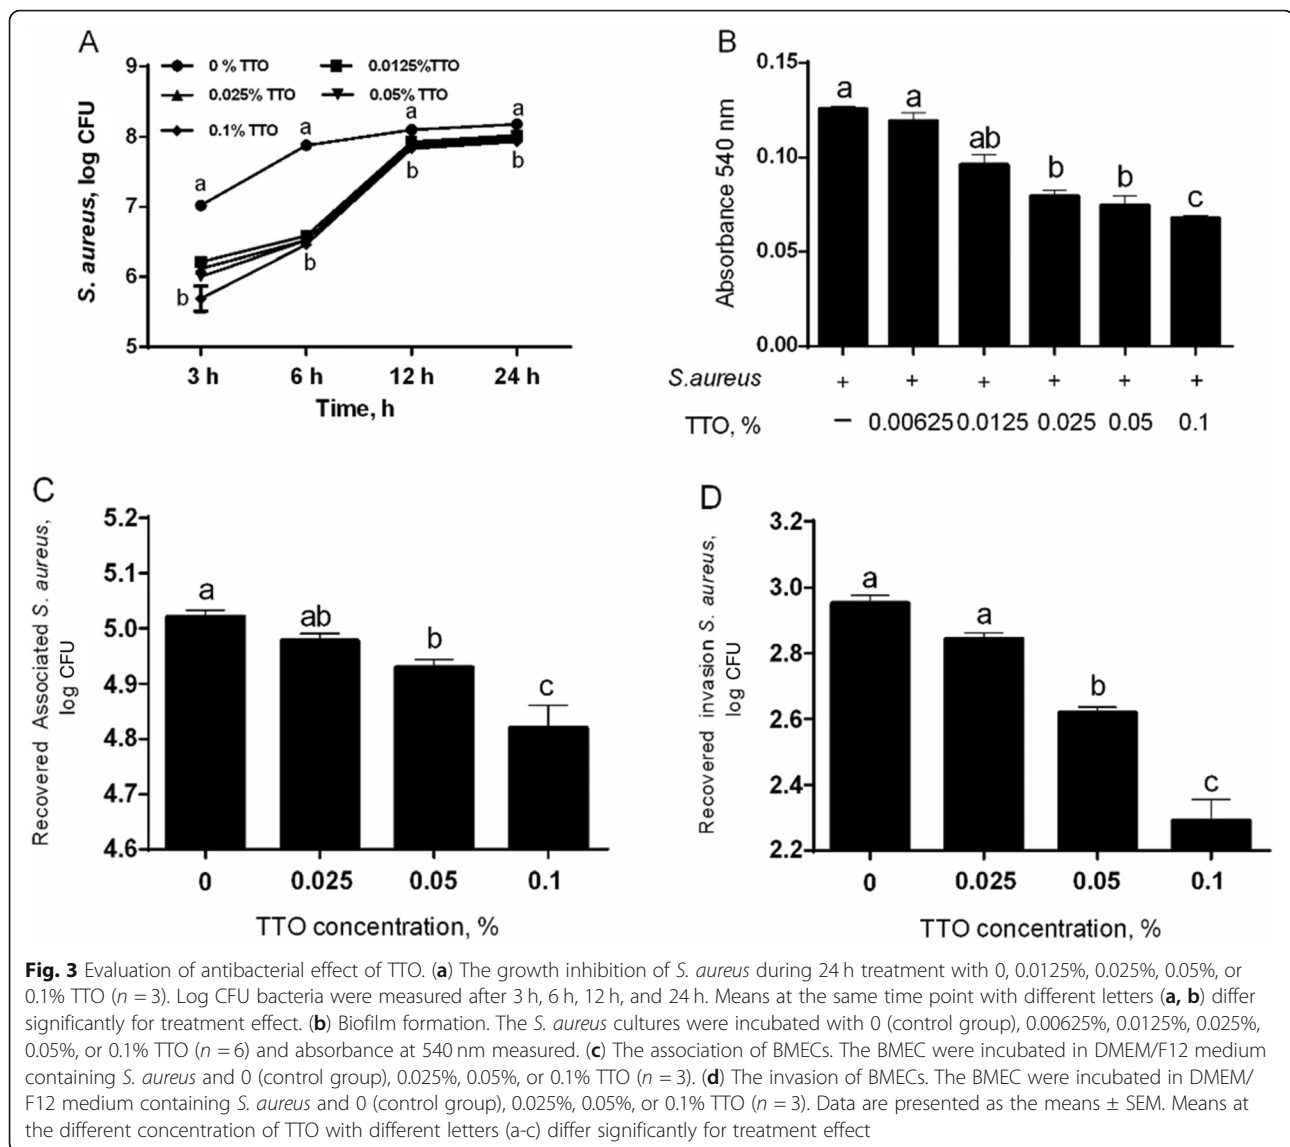 A
0 % TTO 0.0125%TTO
0.025% TTO 0.05% TTO
0.1% TTO
S. aureus, log CFU
9
8
7
6
5
a a a a
b b b b
3 h 6 h 12 h 24 h
Time, h
B
Absorbance 540 nm
0.15
0.10
0.05
0.00
a a ab b b c
S.aureus + + + + + +
TTO, % − 0.00625 0.0125 0.025 0.05 0.1
C
Recovered Associated S. aureus,
log CFU
5.2
5.1
5.0
4.9
4.8
4.7
4.6
a ab b c
0 0.025 0.05 0.1
TTO concentration, %
D
Recovered invasion S. aureus,
log CFU
3.2
3.0
2.8
2.6
2.4
2.2
a a b c
0 0.025 0.05 0.1
TTO concentration, %
Fig. 3 Evaluation of antibacterial effect of TTO. (a) The growth inhibition of S. aureus during 24 h treatment with 0, 0.0125%, 0.025%, 0.05%, or
0.1% TTO (n = 3). Log CFU bacteria were measured after 3 h, 6 h, 12 h, and 24 h. Means at the same time point with different letters (a, b) differ
significantly for treatment effect. (b) Biofilm formation. The S. aureus cultures were incubated with 0 (control group), 0.00625%, 0.0125%, 0.025%,
0.05%, or 0.1% TTO (n = 6) and absorbance at 540 nm measured. (c) The association of BMECs. The BMEC were incubated in DMEM/F12 medium
containing S. aureus and 0 (control group), 0.025%, 0.05%, or 0.1% TTO (n = 3). (d) The invasion of BMECs. The BMEC were incubated in DMEM/
F12 medium containing S. aureus and 0 (control group), 0.025%, 0.05%, or 0.1% TTO (n = 3). Data are presented as the means ± SEM. Means at
the different concentration of TTO with different letters (a-c) differ significantly for treatment effect